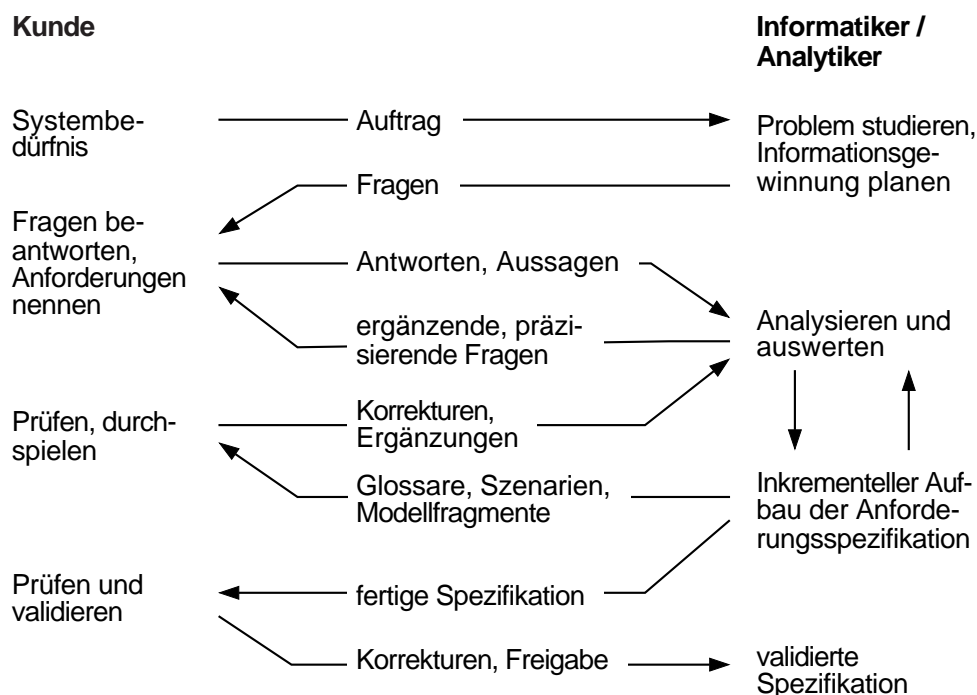 Kunde
Informatiker /
Analytiker
Systembe-
dürfnis
Auftrag
Problem studieren,
Informationsge-
winnung planen
Fragen
Fragen be-
antworten,
Anforderungen
nennen
Antworten, Aussagen
ergänzende, präzi-
sierende Fragen
Analysieren und
auswerten
Prüfen, durch-
spielen
Korrekturen,
Ergänzungen
Glossare, Szenarien,
Modellfragmente
Inkrementeller Auf-
bau der Anforde-
rungsspezifikation
Prüfen und
validieren
fertige Spezifikation
Korrekturen, Freigabe
validierte
Spezifikation